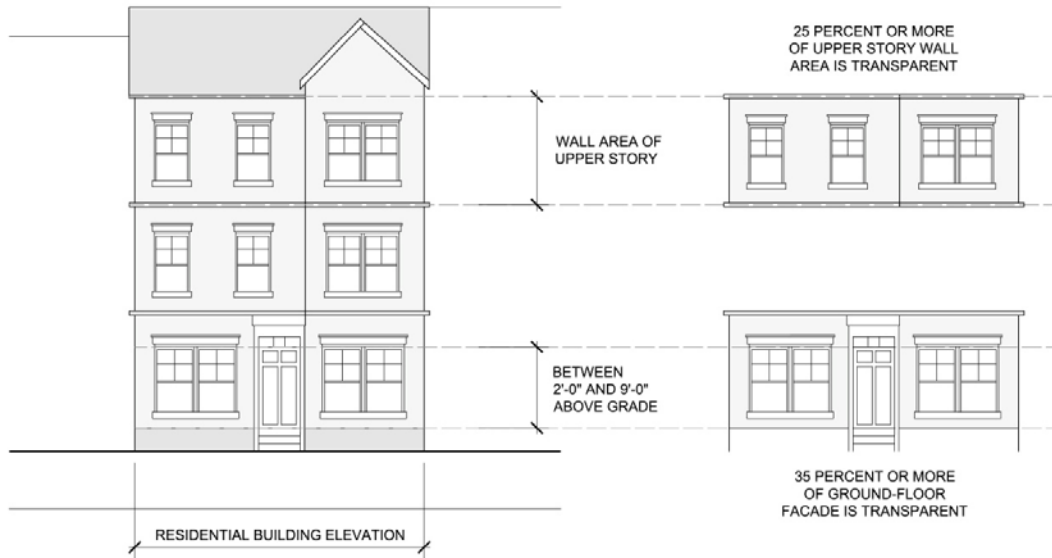 25 PERCENT OR MORE
OF UPPER STORY WALL
AREA IS TRANSPARENT
WALL AREA OF
UPPER STORY
BETWEEN
2'-0" AND 9'-0"
ABOVE GRADE
35 PERCENT OR MORE
OF GROUND-FLOOR
FACADE IS TRANSPARENT
RESIDENTIAL BUILDING ELEVATION